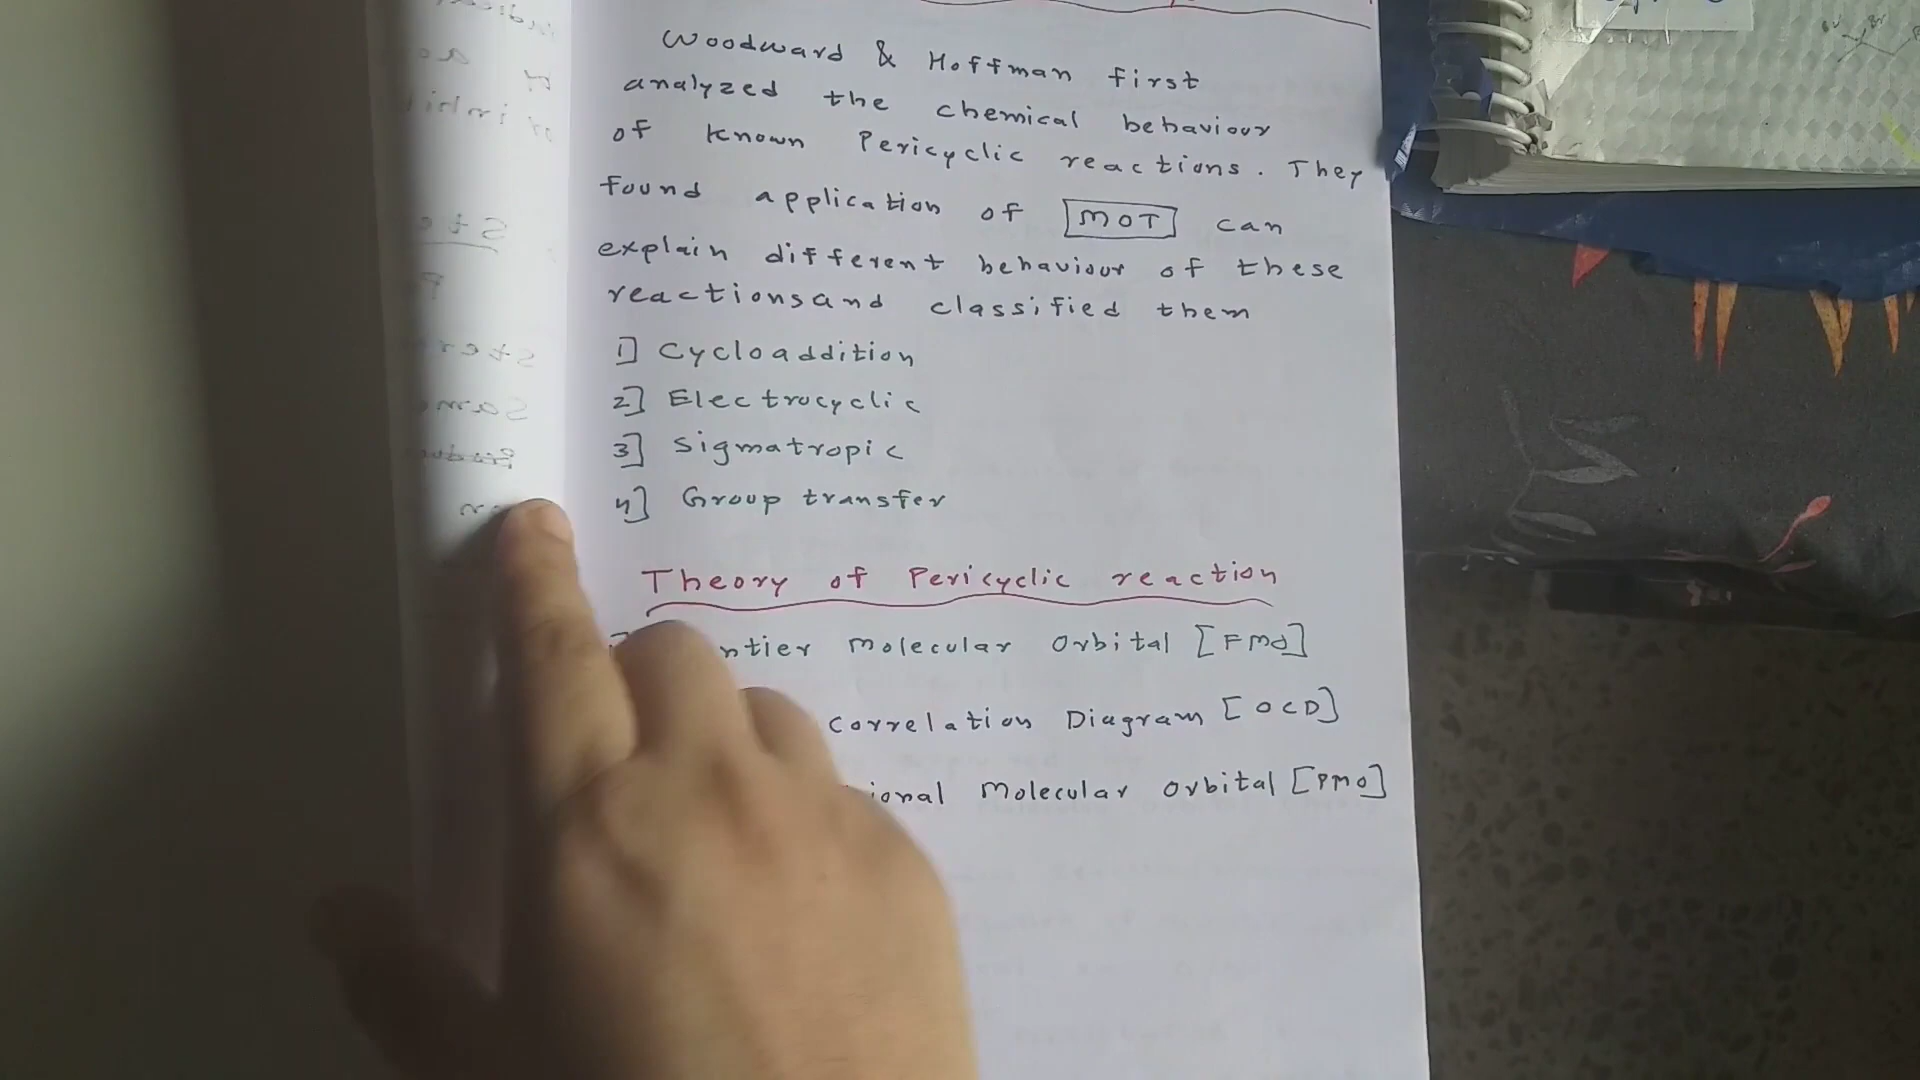 Woodward & Hoffman first
analyzed the chemical behaviour
of known Pericyclic reactions. They
found application of MOT can
explain different behaviour of these
reactions and classified them
1] Cycloaddition
2] Electrocyclic
3] Sigmatropic
4] Group transfer
Theory of Pericyclic reaction
ntier Molecular Orbital [FMO]
Correlation Diagram [OCD]
ional Molecular Orbital [PMO]